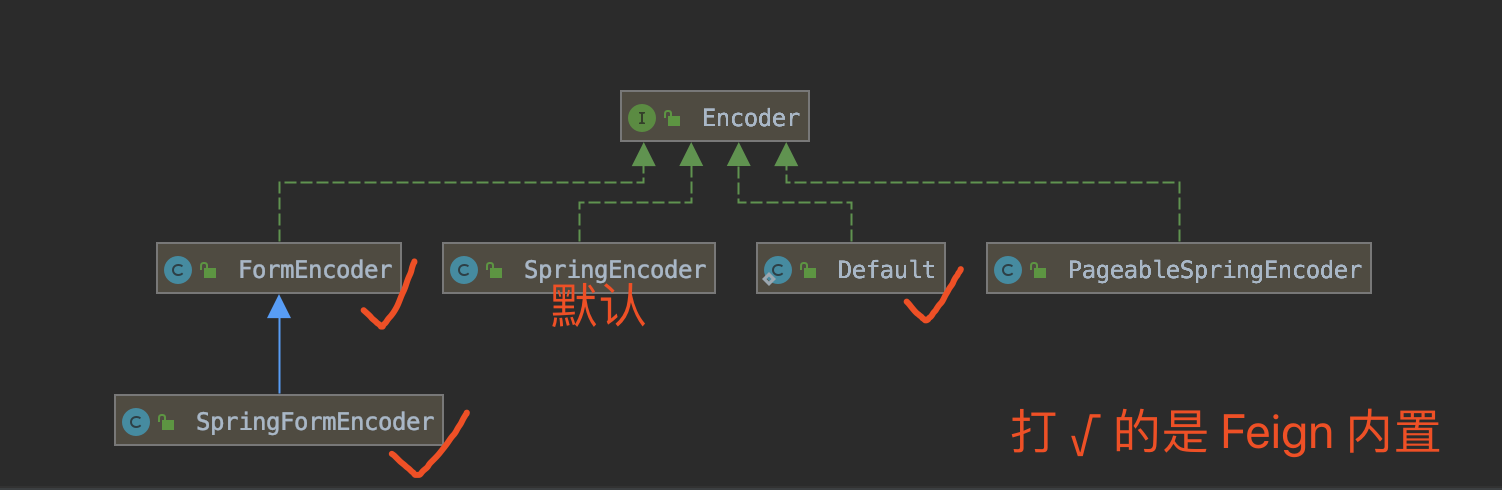 Encoder
FormEncoder
SpringEncoder
Default
PageableSpringEncoder
默认
SpringFormEncoder
打 √ 的是 Feign 内置